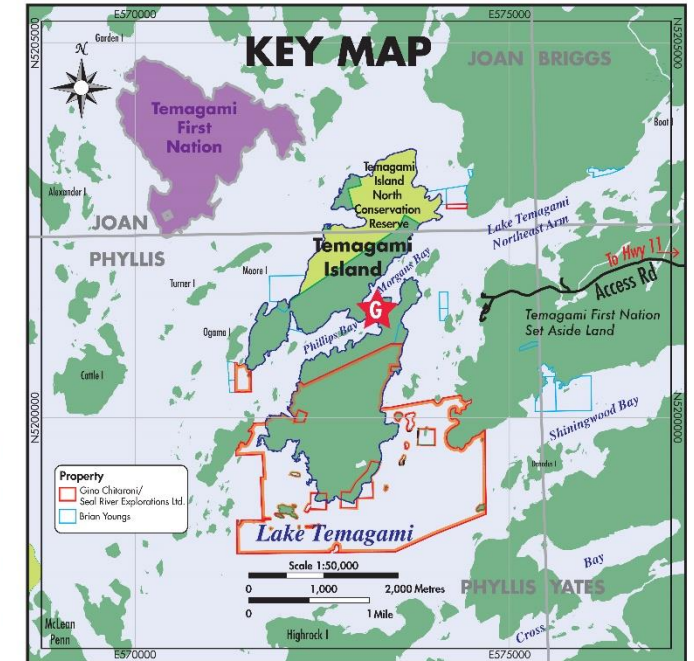 E570000
E575000
N5205000
N5205000
Garden I
KEY MAP
N
JOAN BRIGGS
Temagami
First
Nation
Boat I
Temagami
Island
North
Conservation
Reserve
Alexander I
Lake Temagami
Northeast Arm
JOAN
PHYLLIS
Temagami
Island
To Hwy 11
Moore I
Morgans Bay
Access Rd
Turner I
G
Temagami First Nation
Set Aside Land
Ogama I
Phillips Bay
Cattle I
N5200000
N5200000
Shiningwood Bay
Property
Gino Chitaroni/
Seal River Explorations Ltd.
Brian Youngs
Lake Temagami
Bay
Scale 1:50,000
0 1,000 2,000 Metres
0 1 Mile
PHYLLIS YATES
McLean
Penn
Highrock I
Cross
E570000
E575000